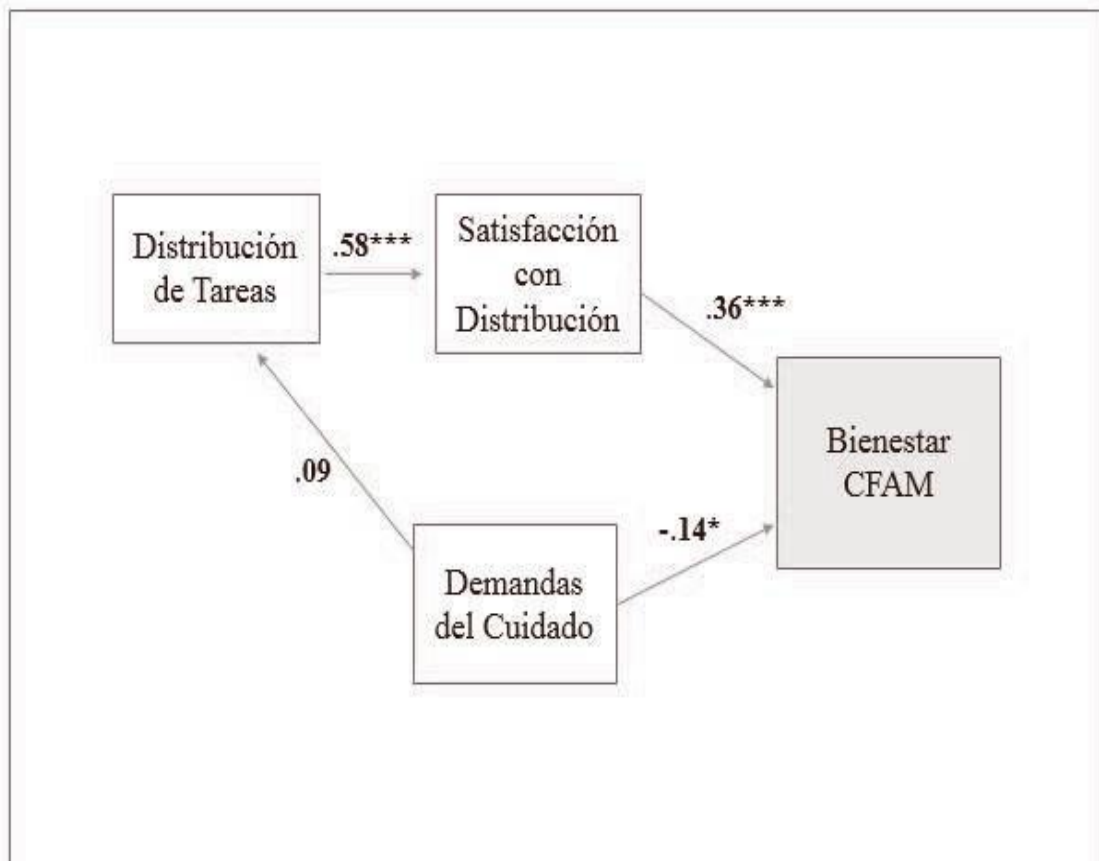 Distribución
de Tareas
.58***
Satisfacción
con
Distribución
.36***
Bienestar
CFAM
.09
-.14*
Demandas
del Cuidado